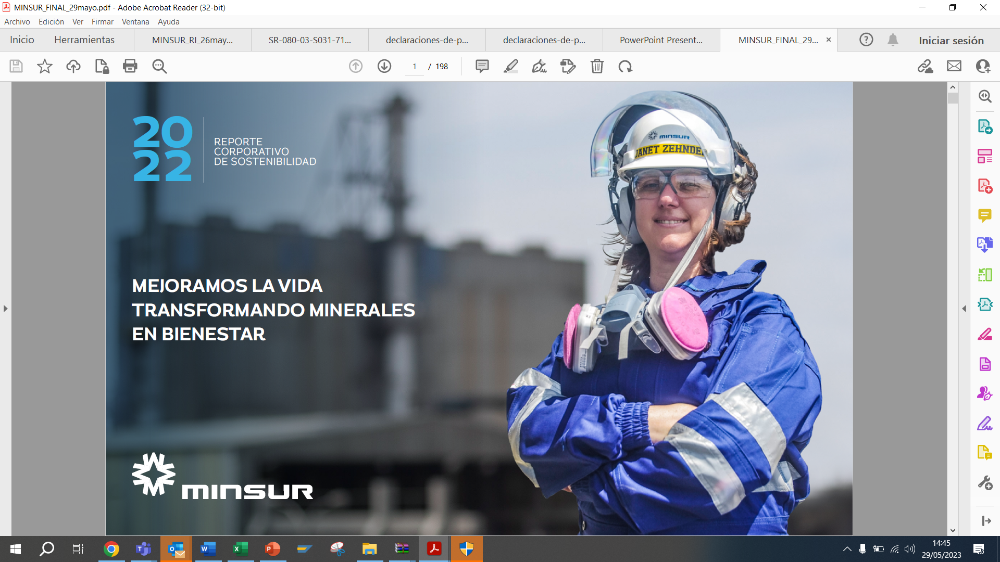 MINSUR_FINAL_29mayo.pdf - Adobe Acrobat Reader (32-bit)
Archivo Edición Ver Firmar Ventana Ayuda
Inicio Herramientas MINSUR_RI_26may... SR-080-03-S031-71... declaraciones-de-p... declaraciones-de-p... PowerPoint Present... MINSUR_FINAL_29... × Iniciar sesión
1 / 198
20
22
REPORTE
CORPORATIVO
DE SOSTENIBILIDAD
MINSUR
JANET ZEHNDE
MEJORAMOS LA VIDA
TRANSFORMANDO MINERALES
EN BIENESTAR
MINSUR
14:45
29/05/2023